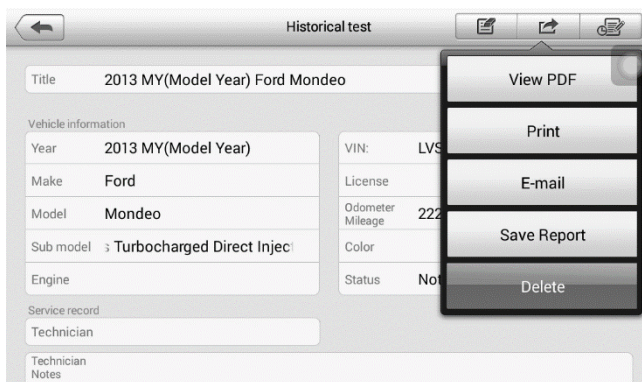 Historical test
View PDF
Print
E-mail
Save Report
Delete
Title 2013 MY(Model Year) Ford Mondeo
Vehicle information
Year 2013 MY(Model Year)
Make Ford
Model Mondeo
Sub model s Turbocharged Direct Injec
Engine
VIN: LVS
License
Odometer
Mileage 222
Color
Status Not
Service record
Technician
Technician
Notes